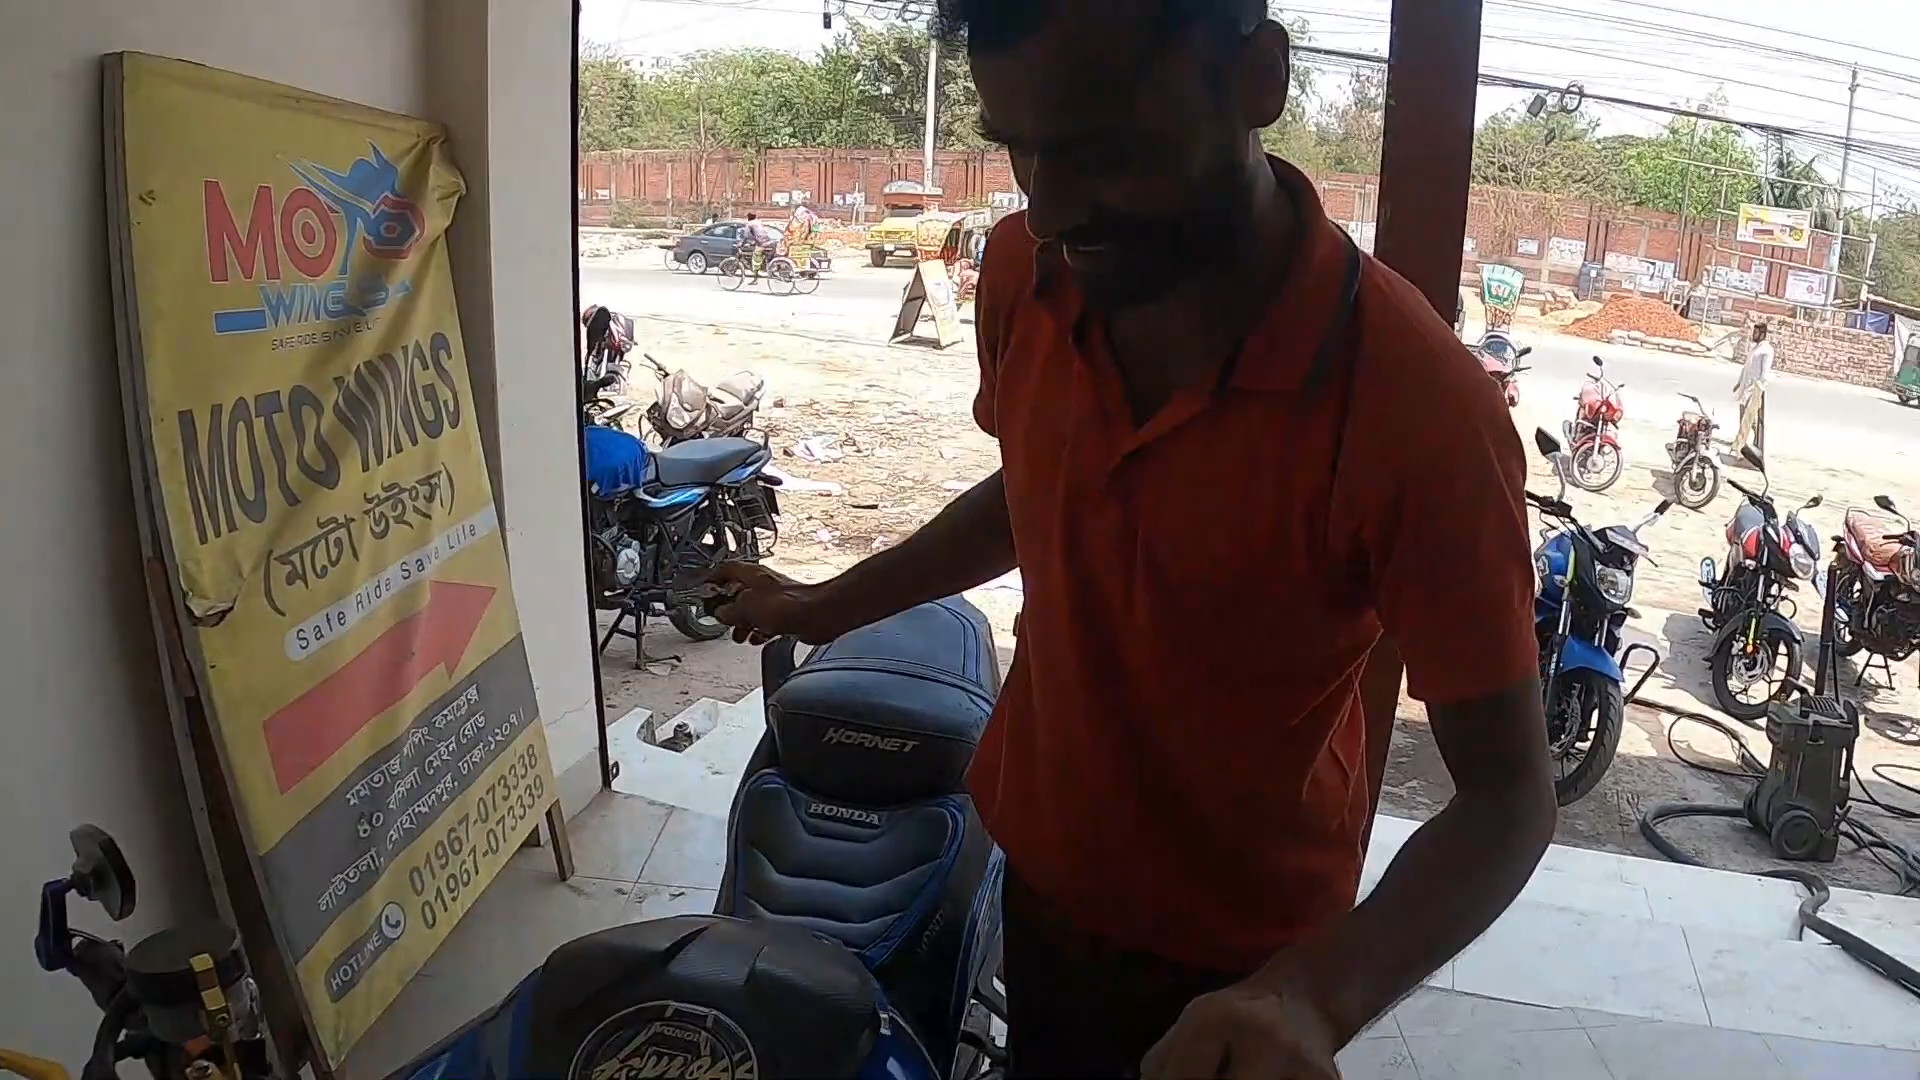 MOTO
WINGS
SAFE RIDE SAVE LIFE
MOTO WINGS
(মটো উইংস)
Safe Ride Save Life
মমতাজ শপিং কমপ্লেক্স
৪০ বসিলা মেইন রোড
লাউতলা, মোহাম্মদপুর, ঢাকা-১২০৭।
01967-073338
01967-073339
HOTLINE
HORNET
HONDA
HONDA